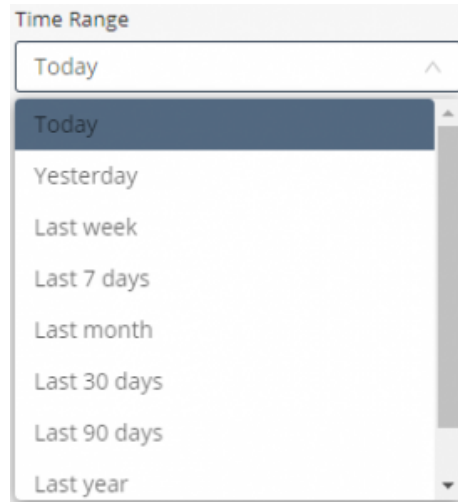 Time Range
Today
Today
Yesterday
Last week
Last 7 days
Last month
Last 30 days
Last 90 days
Last year